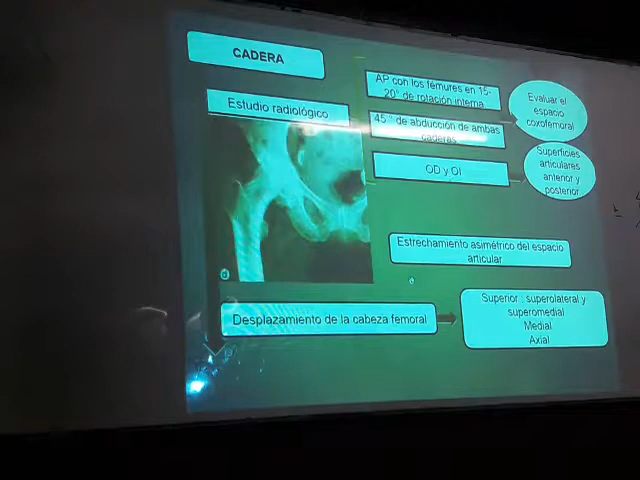 CADERA
Estudio radiológico
AP con los fémures en 15-
20° de rotación interna
45 ° de abducción de ambas
caderas
OD y OI
Evaluar el
espacio
coxofemoral
Superficies
articulares
anterior y
posterior
Estrechamiento asimétrico del espacio
articular
d
Desplazamiento de la cabeza femoral
Superior : superolateral y
superomedial
Medial
Axial